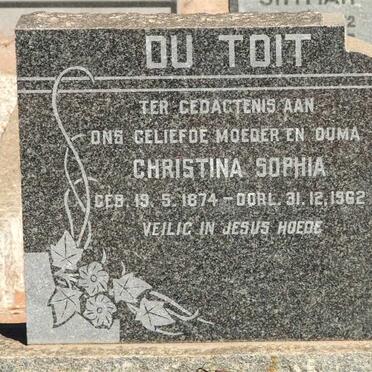 DU TOIT
TER GEDAGTENIS AAN
ONS GELIEFDE MOEDER EN OUMA
CHRISTINA SOPHIA
GEB. 19.5.1874 – OORL. 31.12.1962
VEILIG IN JESUS HOEDE